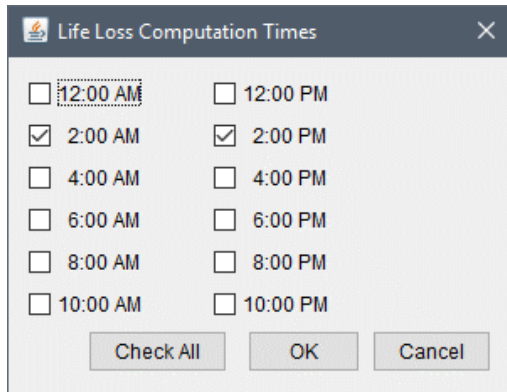 Life Loss Computation Times
12:00 AM 12:00 PM
2:00 AM 2:00 PM
4:00 AM 4:00 PM
6:00 AM 6:00 PM
8:00 AM 8:00 PM
10:00 AM 10:00 PM
Check All OK Cancel